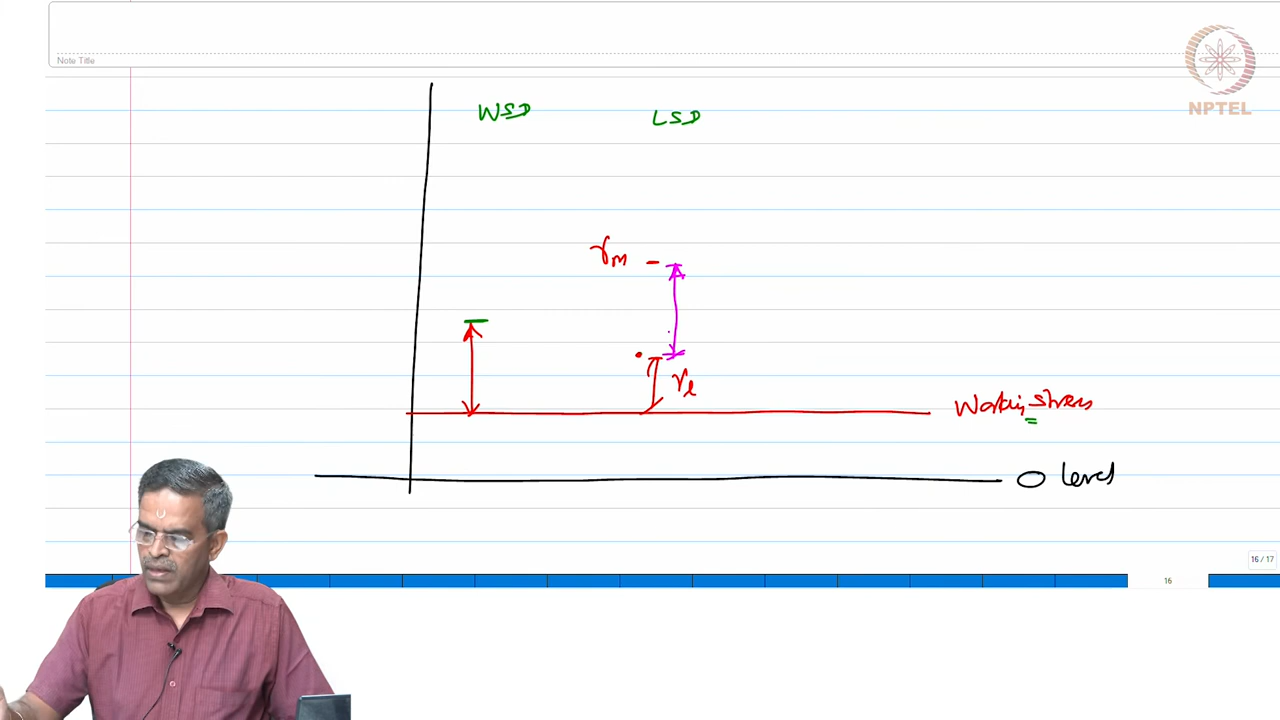 Note Title
NPTEL
WSD
LSD
γm
γl
Working stress
0 level
16 / 17
16